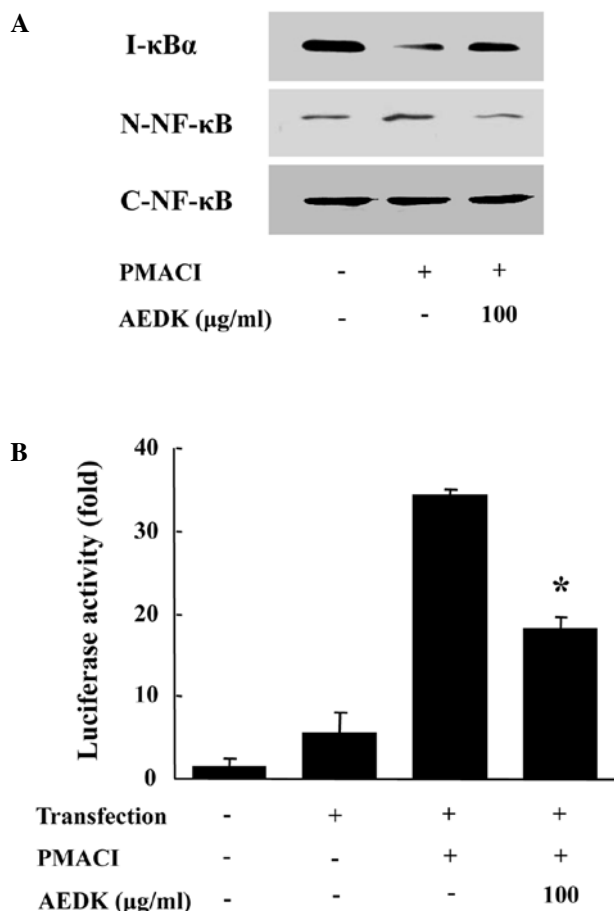 A
I-κBα
N-NF-κB
C-NF-κB
PMACI - + +
AEDK (μg/ml) - - 100
B
Luciferase activity (fold)
40
30
20
10
0
*
Transfection - + + +
PMACI - - + +
AEDK (μg/ml) - - - 100